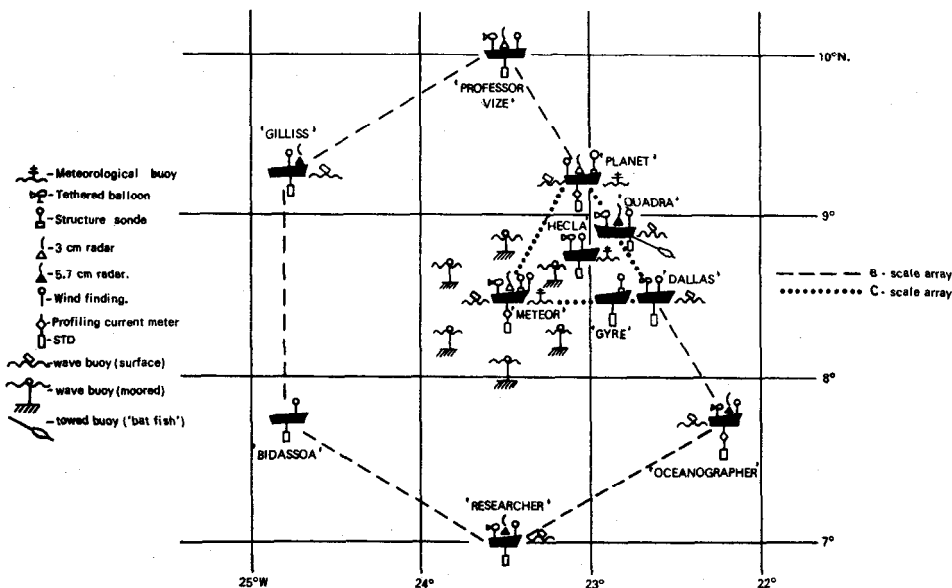 10°N.
'PROFESSOR
VIZE'
'GILLISS'
'PLANET'
'QUADRA'
9°
'HECLA'
'DALLAS'
'METEOR'
'GYRE'
8°
'BIDASSOA'
'OCEANOGRAPHER'
'RESEARCHER'
7°
25°W
24°
23°
22°
-Meteorological buoy
-Tethered balloon
-Structure sonde
-3 cm radar
-5.7 cm radar.
-Wind finding.
-Profiling current meter
-STD
-wave buoy (surface)
-wave buoy (moored)
-towed buoy ('bat fish')
B-scale array
C-scale array